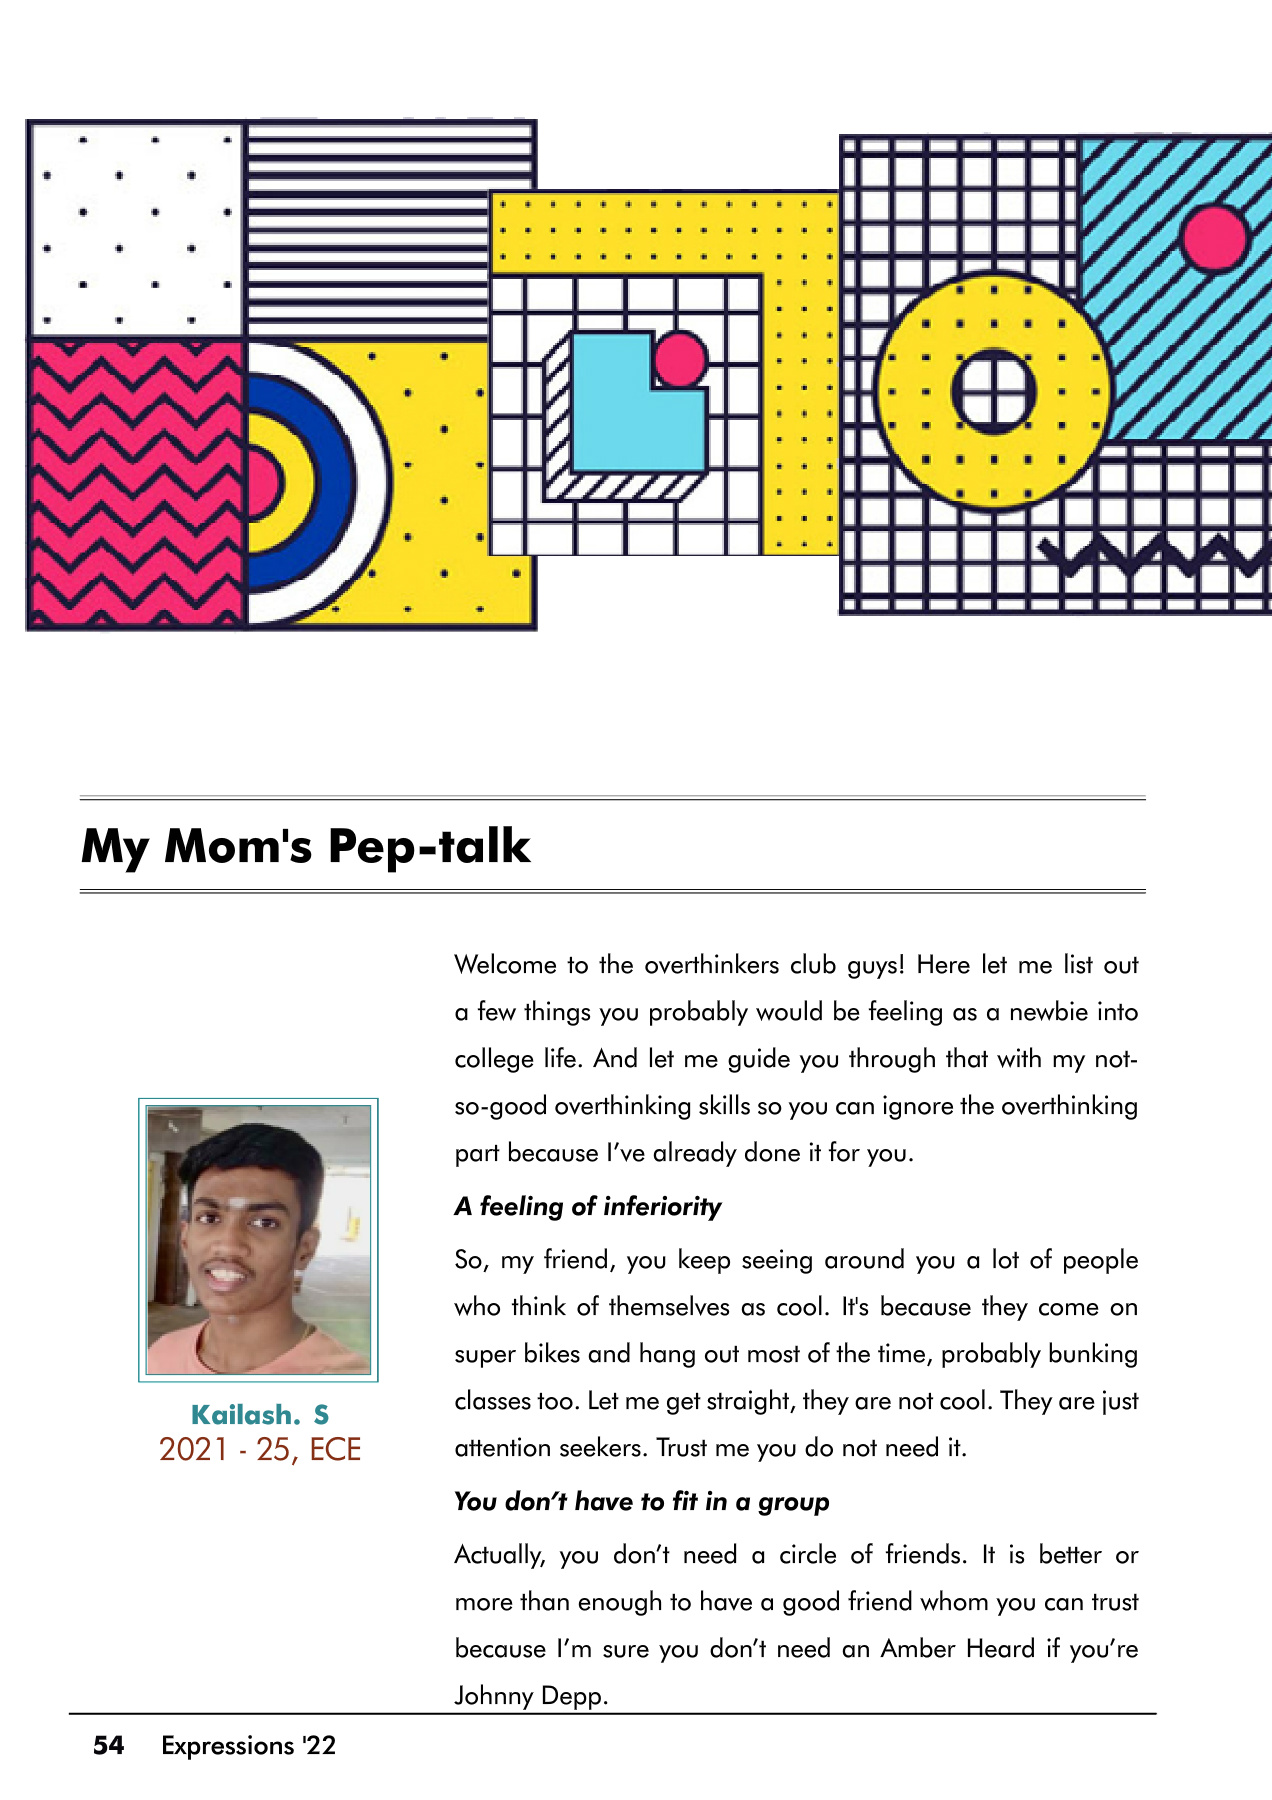 My Mom's Pep-talk
Welcome to the overthinkers club guys! Here let me list out
a few things you probably would be feeling as a newbie into
college life. And let me guide you through that with my not-
so-good overthinking skills so you can ignore the overthinking
part because I’ve already done it for you.
A feeling of inferiority
So, my friend, you keep seeing around you a lot of people
who think of themselves as cool. It's because they come on
super bikes and hang out most of the time, probably bunking
classes too. Let me get straight, they are not cool. They are just
attention seekers. Trust me you do not need it.
You don’t have to fit in a group
Actually, you don’t need a circle of friends. It is better or
more than enough to have a good friend whom you can trust
because I’m sure you don’t need an Amber Heard if you’re
Johnny Depp.
Kailash. S
2021 - 25, ECE
54 Expressions '22